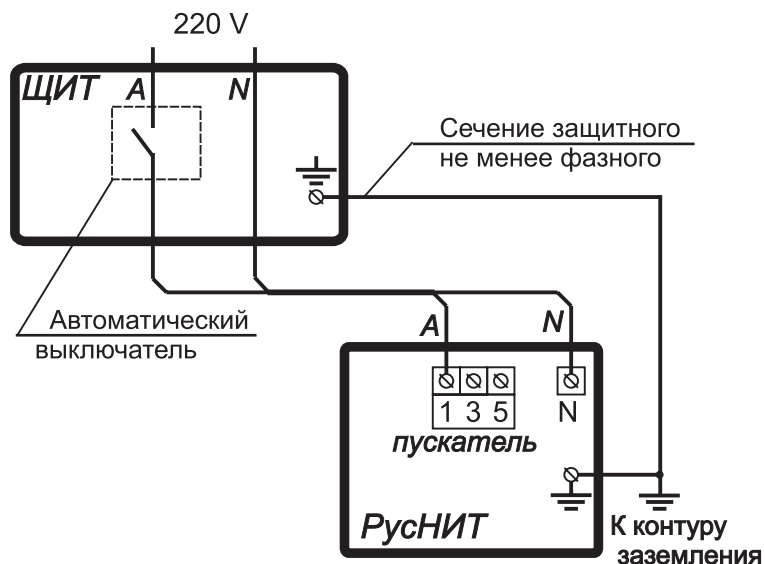 220 V
ЩИТ
A
N
Сечение защитного
не менее фазного
Автоматический
выключатель
A
N
1 3 5
N
пускатель
РусНИТ
К контуру
заземления